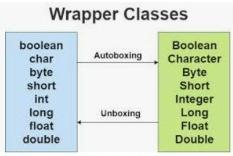 Wrapper Classes
boolean
char
byte
short
int
long
float
double
Autoboxing
Unboxing
Boolean
Character
Byte
Short
Integer
Long
Float
Double